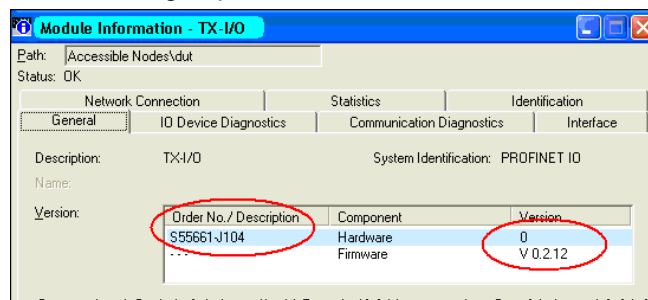 Module Information - TX-I/O
Path: Accessible Nodes\dut
Status: OK
Network Connection Statistics Identification
General IO Device Diagnostics Communication Diagnostics Interface
Description: TX-I/O System Identification: PROFINET IO
Name:
Version:
Order No./ Description Component Version
S55661-J104 Hardware 0
- - - Firmware V 0.2.12